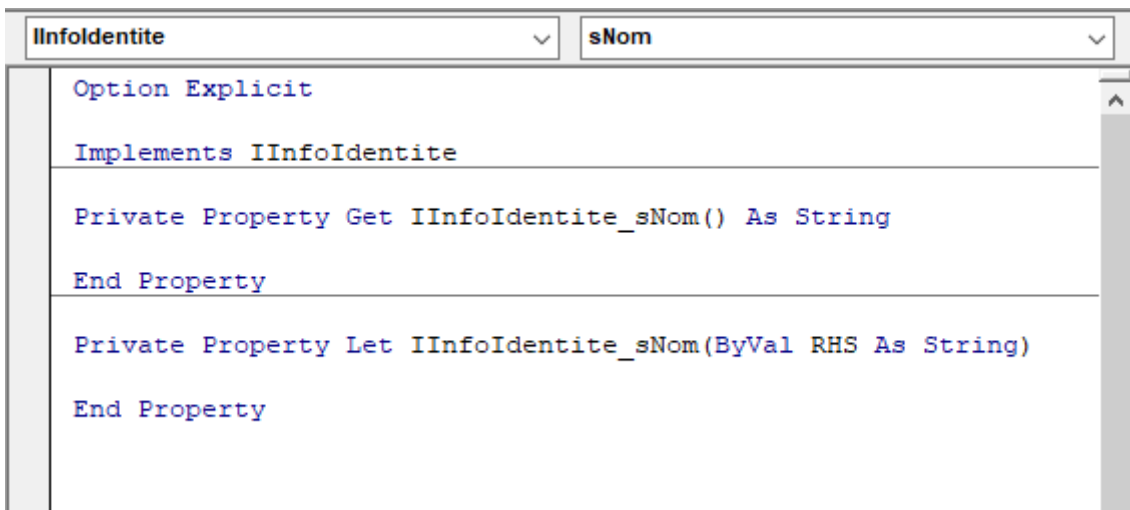 IInfoIdentite
sNom
Option Explicit
Implements IInfoIdentite
Private Property Get IInfoIdentite_sNom() As String
End Property
Private Property Let IInfoIdentite_sNom(ByVal RHS As String)
End Property